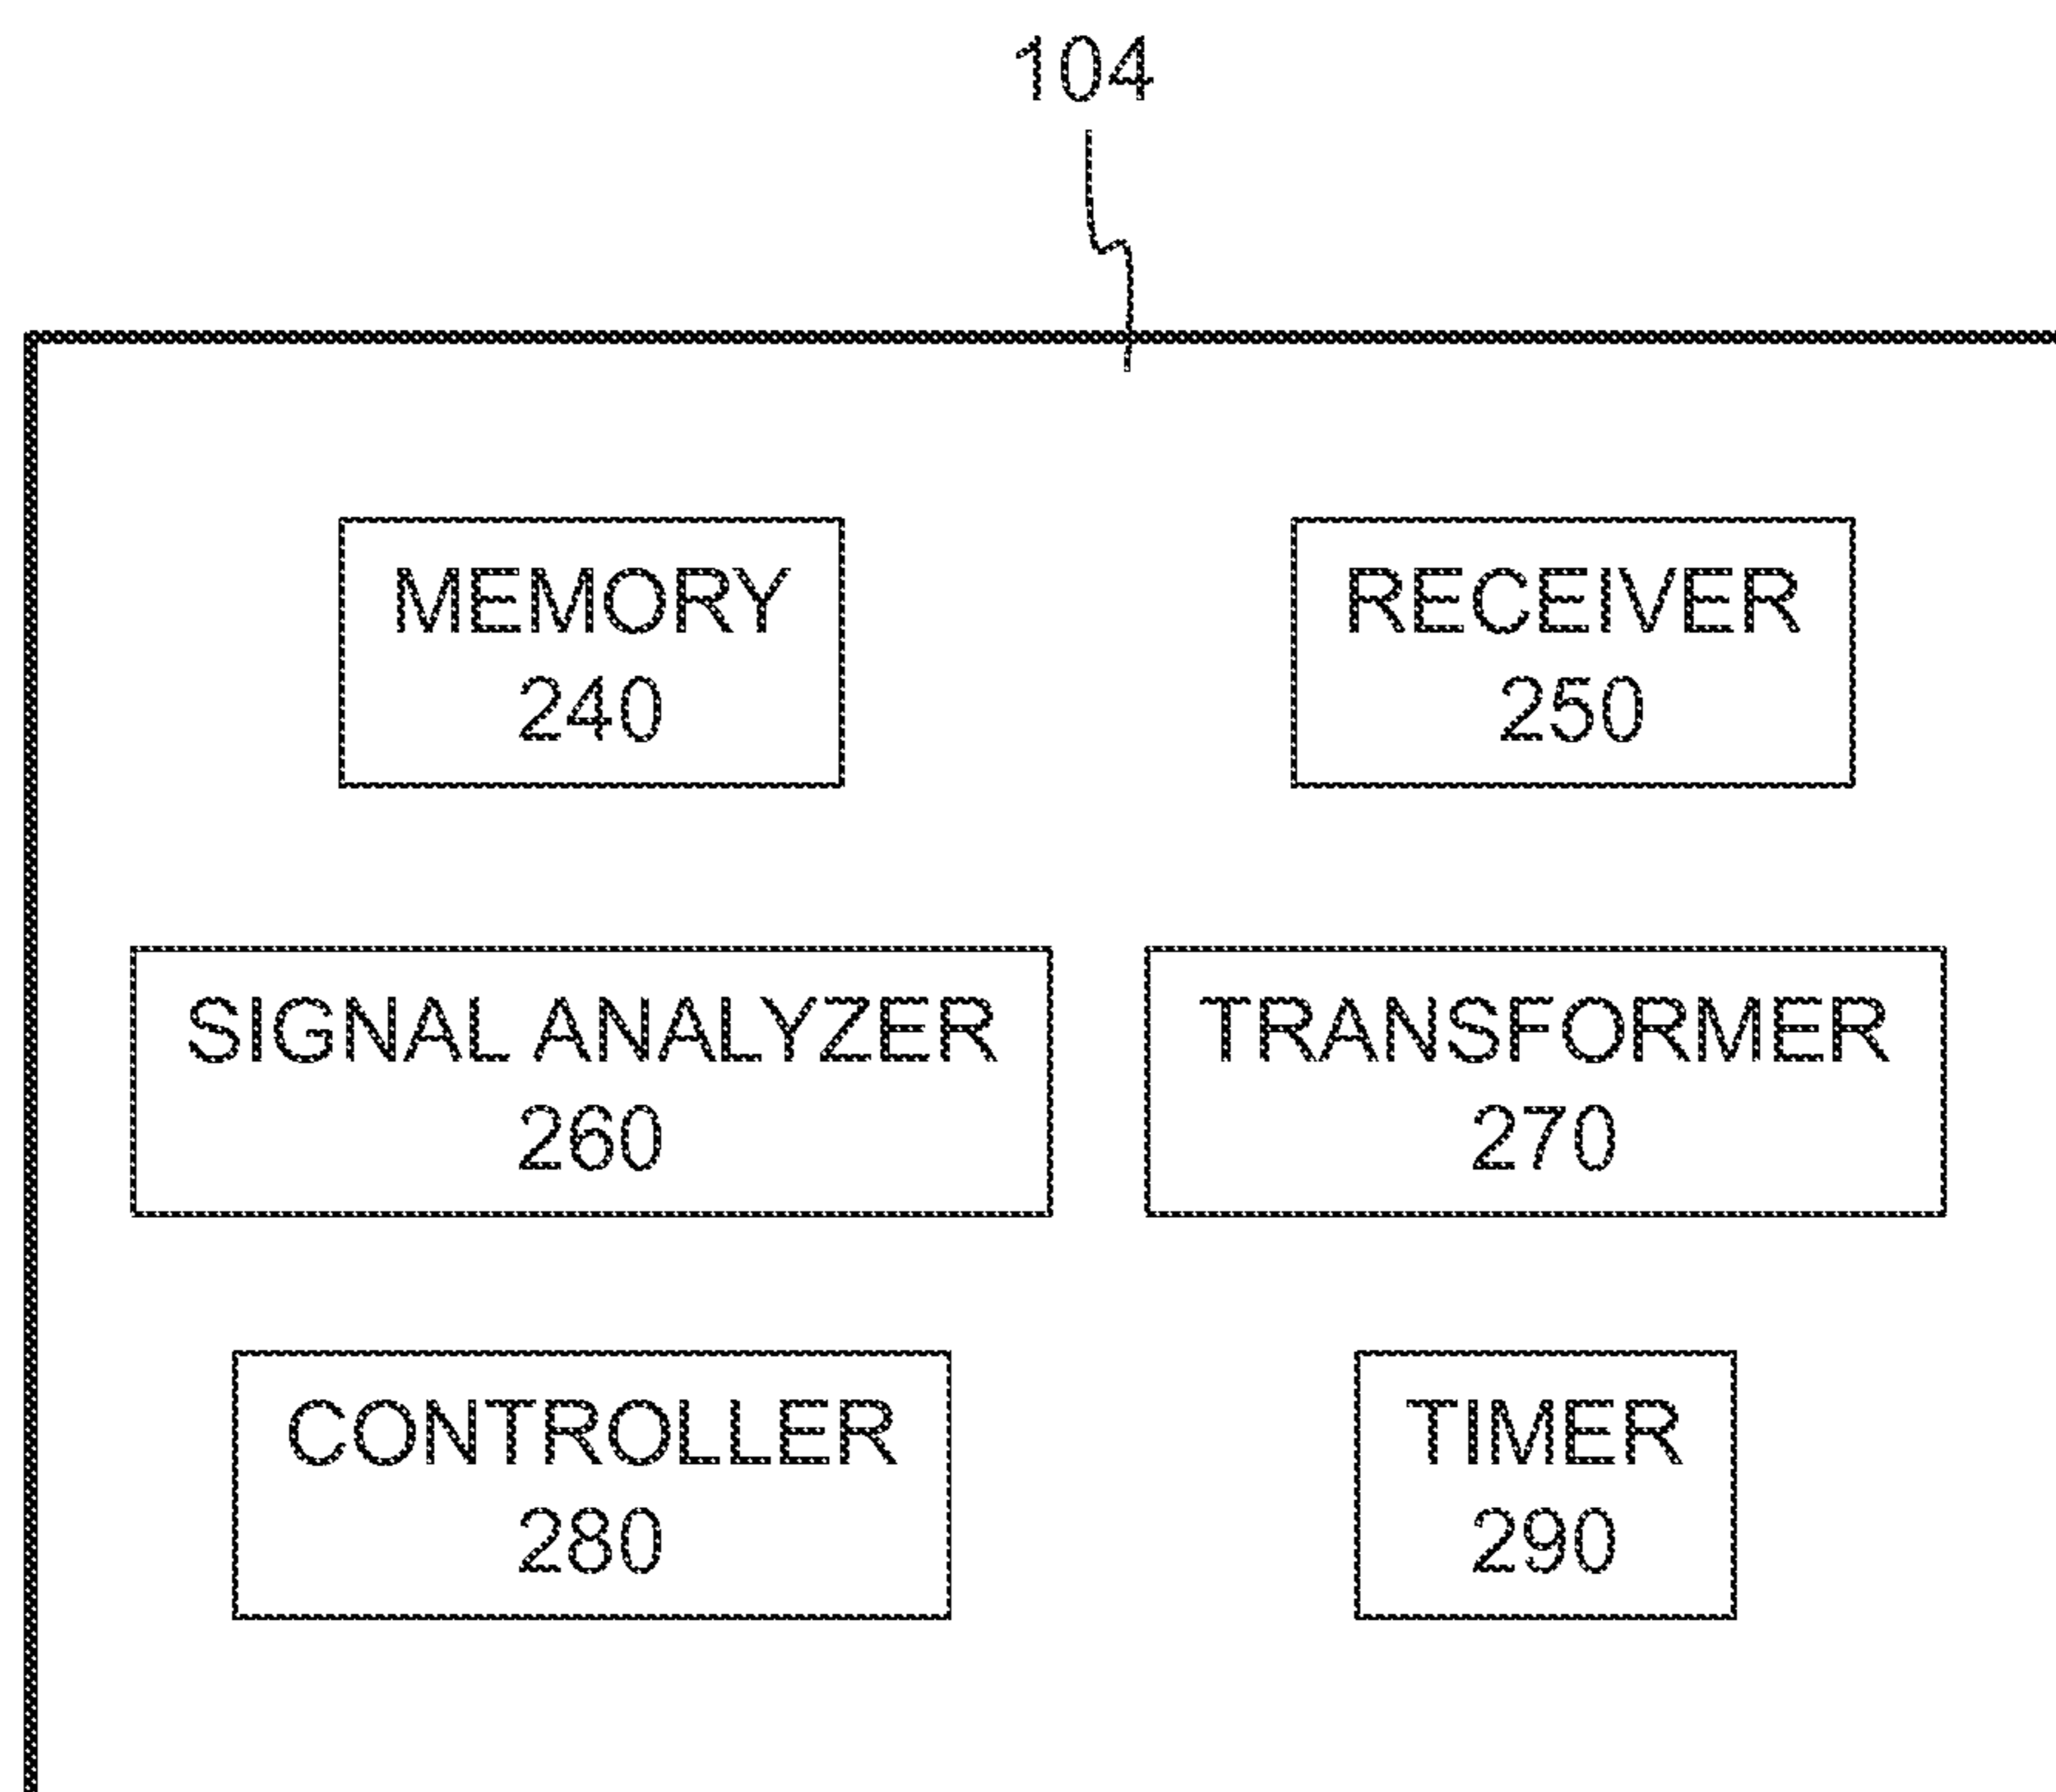 104
MEMORY
240
RECEIVER
250
SIGNAL ANALYZER
260
TRANSFORMER
270
CONTROLLER
280
TIMER
290